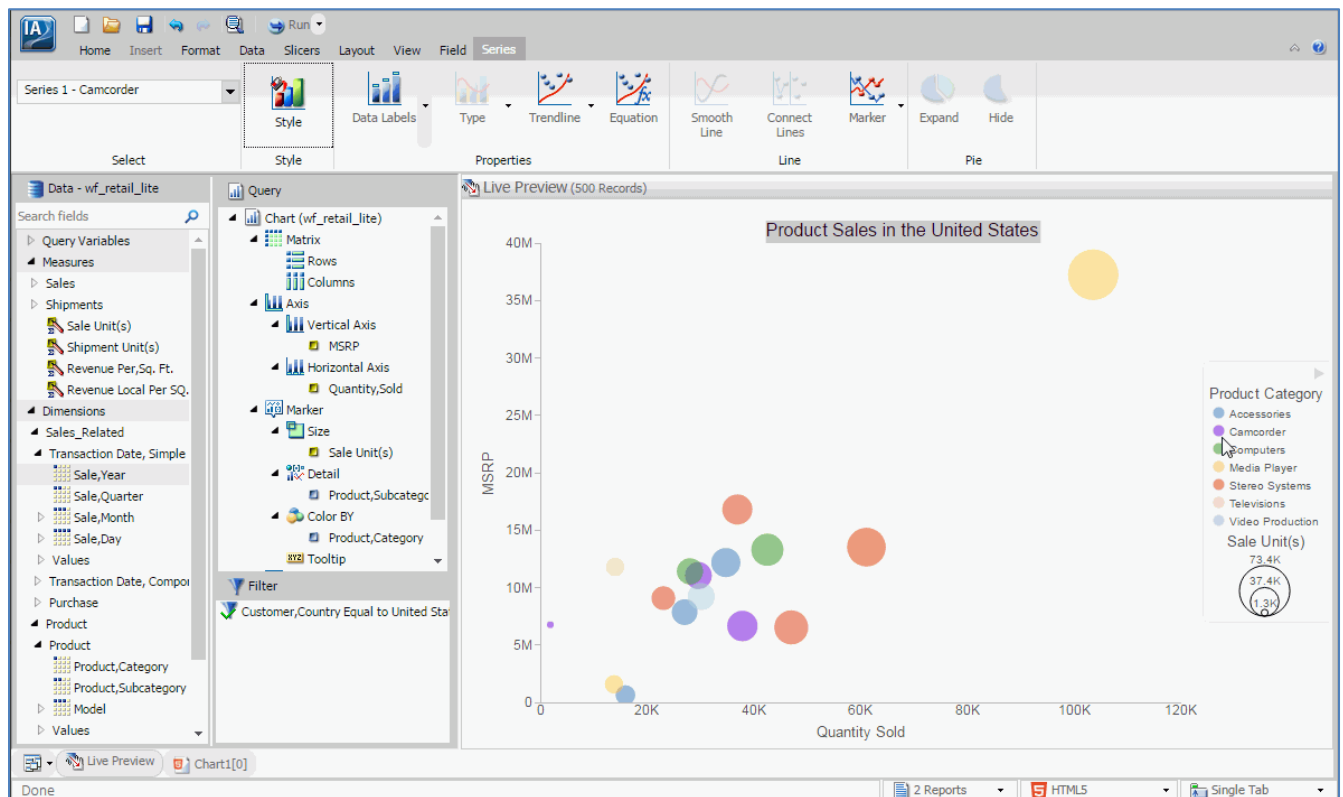 IA
Run
Home Insert Format Data Slicers Layout View Field Series
Series 1 - Camcorder
Style
Data Labels
Type
Trendline
Equation
Smooth
Line
Connect
Lines
Marker
Expand
Hide
Select
Style
Properties
Line
Pie
Data - wf_retail_lite
Search fields
Query Variables
Measures
Sales
Shipments
Sale Unit(s)
Shipment Unit(s)
Revenue Per,Sq. Ft.
Revenue Local Per SQ.
Dimensions
Sales_Related
Transaction Date, Simple
Sale,Year
Sale,Quarter
Sale,Month
Sale,Day
Values
Transaction Date, Compor
Purchase
Product
Product
Product,Category
Product,Subcategory
Model
Values
Query
Chart (wf_retail_lite)
Matrix
Rows
Columns
Axis
Vertical Axis
MSRP
Horizontal Axis
Quantity,Sold
Marker
Size
Sale Unit(s)
Detail
Product,Subcategc
Color BY
Product,Category
XYZ Tooltip
Filter
Customer,Country Equal to United Sta
Live Preview (500 Records)
Product Sales in the United States
40M
35M
30M
25M
20M
15M
10M
5M
0
MSRP
0 20K 40K 60K 80K 100K 120K
Quantity Sold
Product Category
Accessories
Camcorder
Computers
Media Player
Stereo Systems
Televisions
Video Production
Sale Unit(s)
73.4K
37.4K
1.3K
Live Preview
Chart1[0]
Done
2 Reports
HTML5
Single Tab